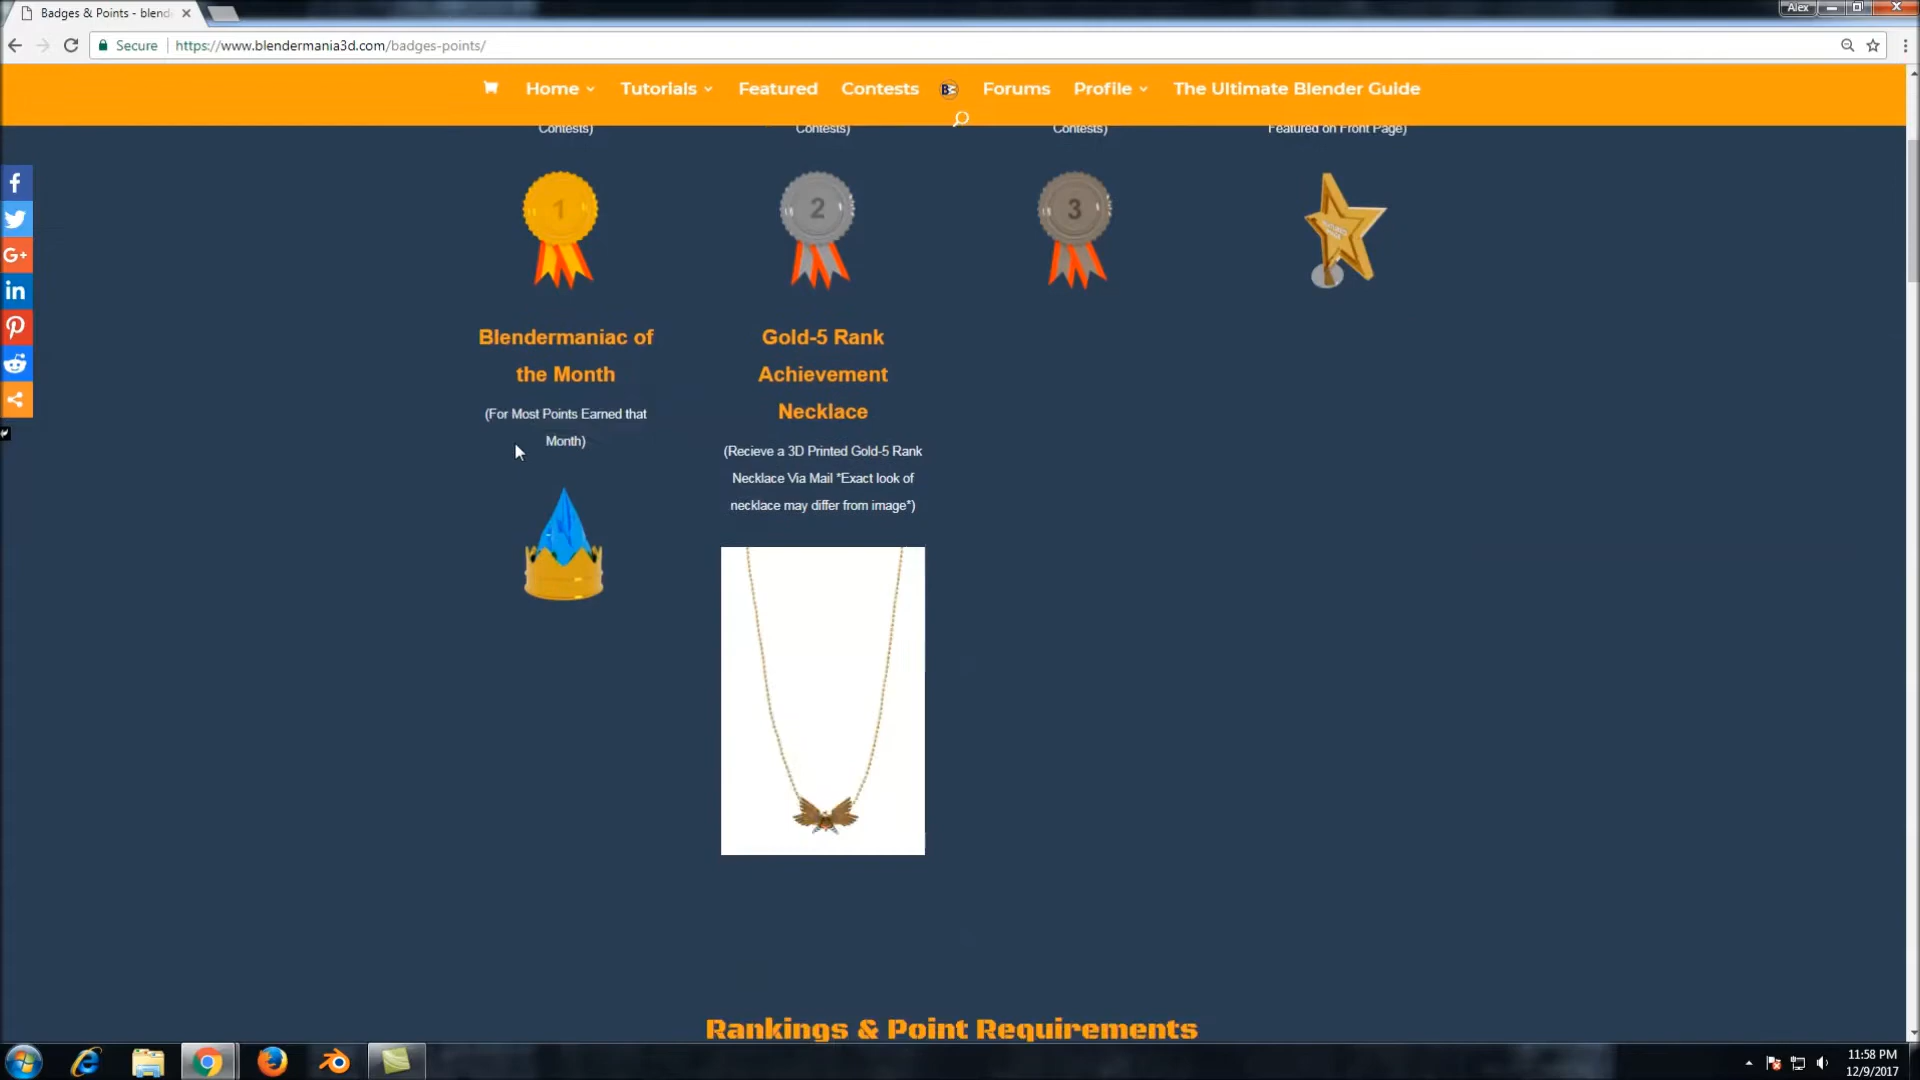 Badges & Points - blend
Alex
Secure
https://www.blendermania3d.com/badges-points/
Home
Tutorials
Featured
Contests
Forums
Profile
The Ultimate Blender Guide
Contests)
Contests)
Contests)
Featured on Front Page)
1
2
3
Blendermaniac of
the Month
(For Most Points Earned that
Month)
Gold-5 Rank
Achievement
Necklace
(Recieve a 3D Printed Gold-5 Rank
Necklace Via Mail *Exact look of
necklace may differ from image*)
Rankings & Point Requirements
11:58 PM
12/9/2017